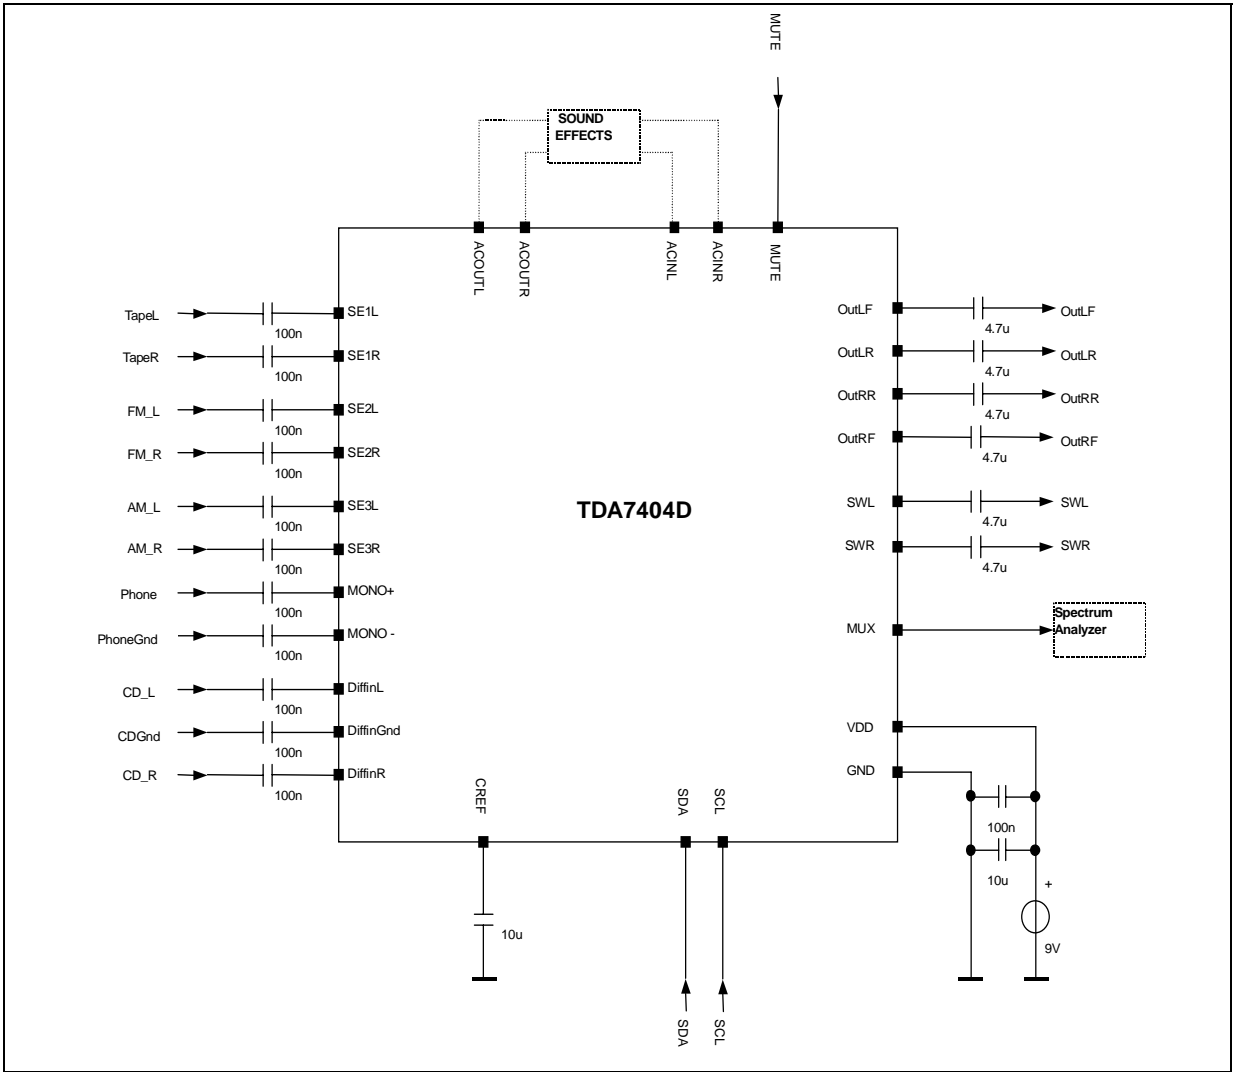 MUTE
SOUND
EFFECTS
ACOUTL
ACOUTR
ACINL
ACINR
MUTE
TapeL
100n
SE1L
TapeR
100n
SE1R
FM_L
100n
SE2L
FM_R
100n
SE2R
AM_L
100n
SE3L
AM_R
100n
SE3R
Phone
100n
MONO+
PhoneGnd
100n
MONO -
CD_L
100n
DiffinL
CDGnd
100n
DiffinGnd
CD_R
100n
DiffinR
TDA7404D
OutLF
4.7u
OutLF
OutLR
4.7u
OutLR
OutRR
4.7u
OutRR
OutRF
4.7u
OutRF
SWL
4.7u
SWL
SWR
4.7u
SWR
MUX
Spectrum
Analyzer
VDD
GND
100n
10u
+
9V
CREF
10u
SDA
SCL
SDA
SCL